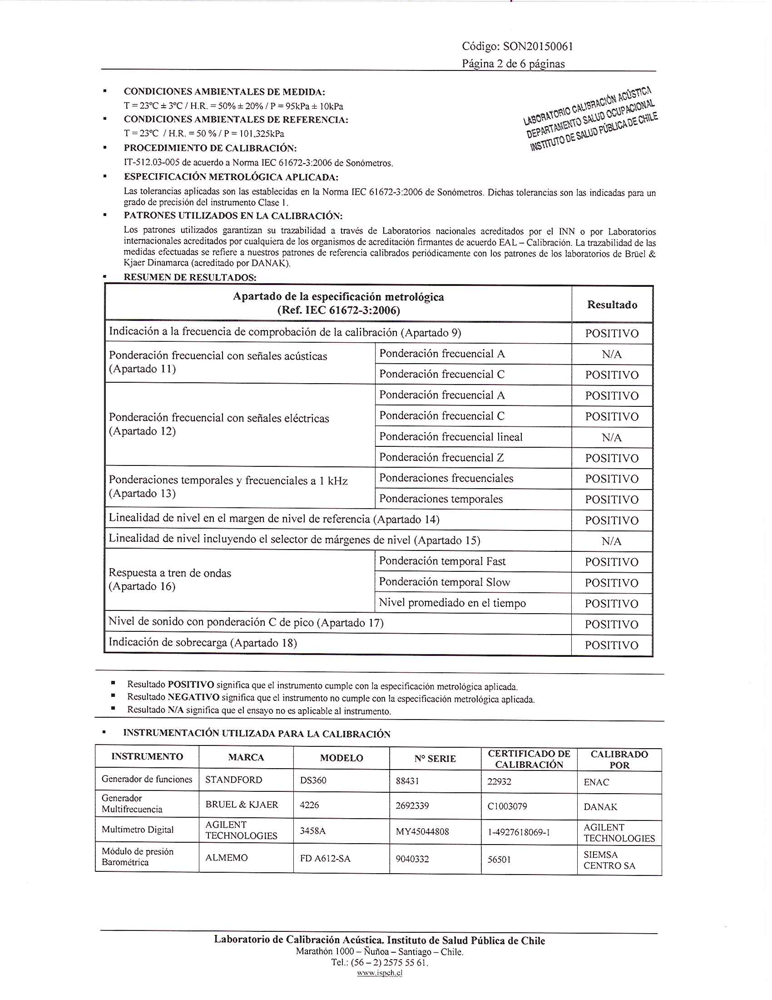 Código: SON20150061
Página 2 de 6 páginas
LABORATORIO CALIBRACIÓN ACÚSTICA
DEPARTAMENTO SALUD OCUPACIONAL
INSTITUTO DE SALUD PÚBLICA DE CHILE
▪ CONDICIONES AMBIENTALES DE MEDIDA:
T = 23ºC ± 3ºC / H.R. = 50% ± 20% / P = 95kPa ± 10kPa
▪ CONDICIONES AMBIENTALES DE REFERENCIA:
T = 23ºC / H.R. = 50 % / P = 101,325kPa
▪ PROCEDIMIENTO DE CALIBRACIÓN:
IT-512.03-005 de acuerdo a Norma IEC 61672-3:2006 de Sonómetros.
▪ ESPECIFICACIÓN METROLÓGICA APLICADA:
Las tolerancias aplicadas son las establecidas en la Norma IEC 61672-3:2006 de Sonómetros. Dichas tolerancias son las indicadas para un
grado de precisión del instrumento Clase 1.
▪ PATRONES UTILIZADOS EN LA CALIBRACIÓN:
Los patrones utilizados garantizan su trazabilidad a través de Laboratorios nacionales acreditados por el INN o por Laboratorios
internacionales acreditados por cualquiera de los organismos de acreditación firmantes de acuerdo EAL – Calibración. La trazabilidad de las
medidas efectuadas se refiere a nuestros patrones de referencia calibrados periódicamente con los patrones de los laboratorios de Brüel &
Kjaer Dinamarca (acreditado por DANAK).
▪ RESUMEN DE RESULTADOS:
Apartado de la especificación metrológica
(Ref. IEC 61672-3:2006)
Resultado
Indicación a la frecuencia de comprobación de la calibración (Apartado 9) POSITIVO
Ponderación frecuencial con señales acústicas
(Apartado 11)
Ponderación frecuencial A N/A
Ponderación frecuencial C POSITIVO
Ponderación frecuencial con señales eléctricas
(Apartado 12)
Ponderación frecuencial A POSITIVO
Ponderación frecuencial C POSITIVO
Ponderación frecuencial lineal N/A
Ponderación frecuencial Z POSITIVO
Ponderaciones temporales y frecuenciales a 1 kHz
(Apartado 13)
Ponderaciones frecuenciales POSITIVO
Ponderaciones temporales POSITIVO
Linealidad de nivel en el margen de nivel de referencia (Apartado 14) POSITIVO
Linealidad de nivel incluyendo el selector de márgenes de nivel (Apartado 15) N/A
Respuesta a tren de ondas
(Apartado 16)
Ponderación temporal Fast POSITIVO
Ponderación temporal Slow POSITIVO
Nivel promediado en el tiempo POSITIVO
Nivel de sonido con ponderación C de pico (Apartado 17) POSITIVO
Indicación de sobrecarga (Apartado 18) POSITIVO
▪ Resultado POSITIVO significa que el instrumento cumple con la especificación metrológica aplicada.
▪ Resultado NEGATIVO significa que el instrumento no cumple con la especificación metrológica aplicada.
▪ Resultado N/A significa que el ensayo no es aplicable al instrumento.
▪ INSTRUMENTACIÓN UTILIZADA PARA LA CALIBRACIÓN
INSTRUMENTO MARCA MODELO Nº SERIE CERTIFICADO DE CALIBRACIÓN CALIBRADO POR
Generador de funciones STANDFORD DS360 88431 22932 ENAC
Generador Multifrecuencia BRUEL & KJAER 4226 2692339 C1003079 DANAK
Multímetro Digital AGILENT TECHNOLOGIES 3458A MY45044808 1-4927618069-1 AGILENT TECHNOLOGIES
Módulo de presión Barométrica ALMEMO FD A612-SA 9040332 56501 SIEMSA CENTRO SA
Laboratorio de Calibración Acústica. Instituto de Salud Pública de Chile
Marathón 1000 – Ñuñoa – Santiago – Chile.
Tel.: (56 – 2) 2575 55 61.
www.ispch.cl